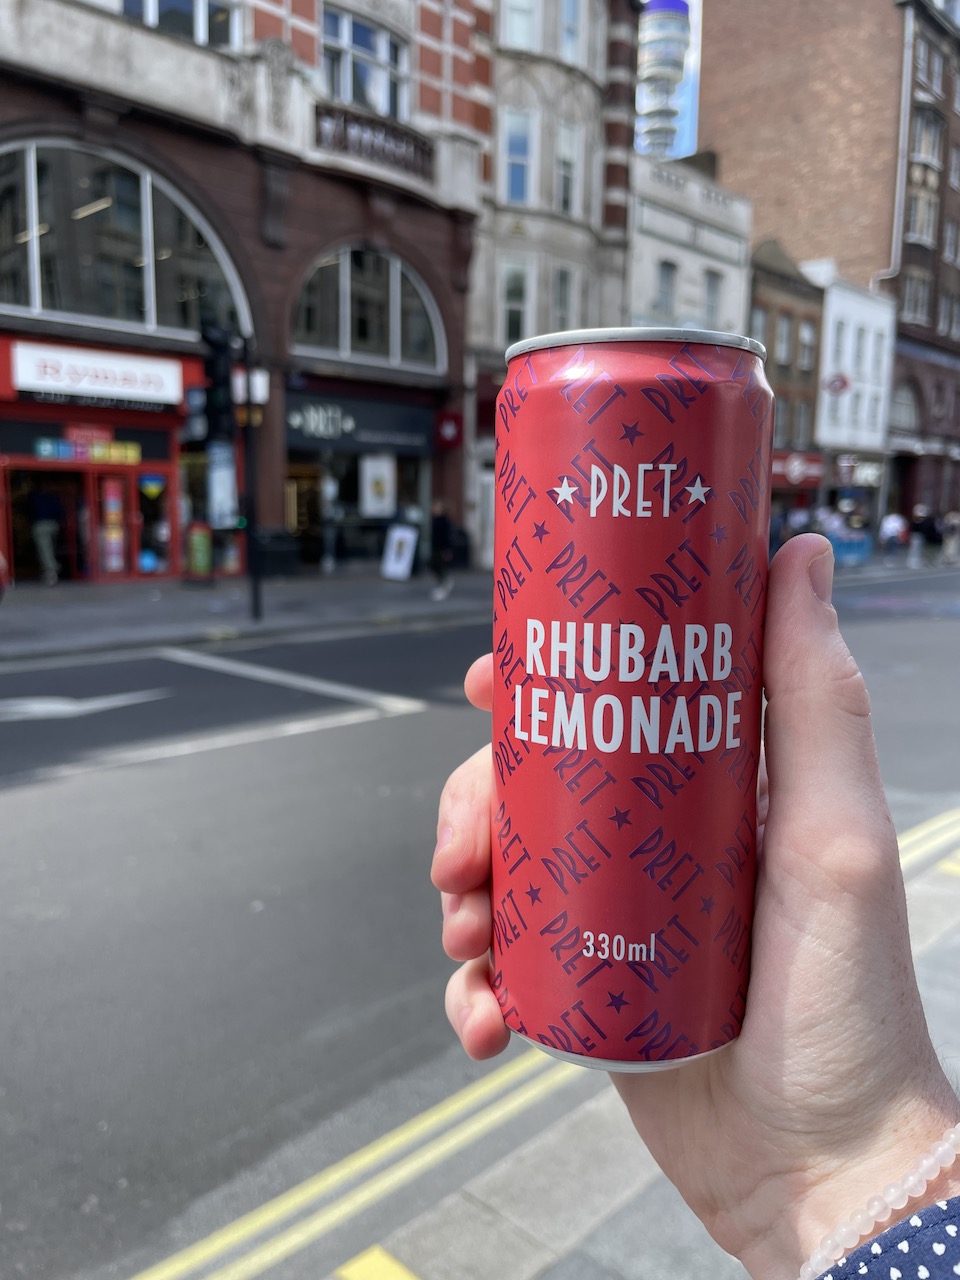 Ryman
★PRET★
★ PRET ★
RHUBARB
LEMONADE
330ml